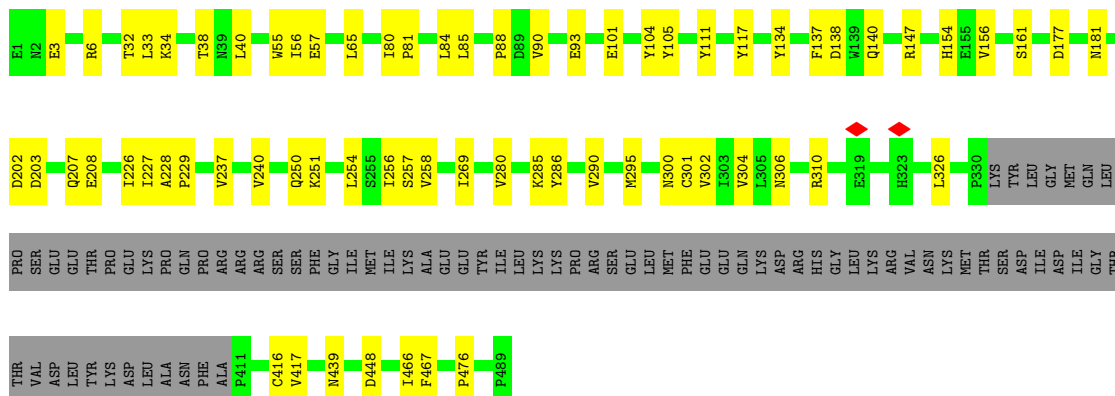 E1 N2 E3 R6 T32 L33 K34 T38 N39 L40 W55 I56 E57 L65 I80 P81 L84 L85 P88 D89 V90 E93 E101 Y104 Y105 Y111 Y117 Y134 F137 D138 W139 Q140 R147 H154 E155 V156 S161 D177 N181
D202 D203 Q207 E208 I226 I227 A228 P229 V237 V240 Q250 K251 L254 S255 I256 S257 V258 I269 V280 K285 Y286 V290 M295 N300 C301 V302 I303 V304 L305 N306 R310 E319 H323 L326 P330 LYS TYR LEU GLY MET GLN LEU
PRO SER GLU GLU THR PRO GLU LYS PRO GLN PRO ARG ARG ARG SER SER PHE GLY ILE MET ILE LYS ALA GLU GLU TYR ILE LEU LYS LYS PRO ARG SER GLU LEU MET PHE GLU GLU GLN LYS ASP ARG HIS GLY LEU LYS ARG VAL ASN LYS MET THR SER ASP ILE ASP ILE GLY THR
THR VAL ASP LEU TYR LYS ASP LEU ALA ASN PHE ALA P411 C416 V417 N439 D448 I466 F467 P476 P489